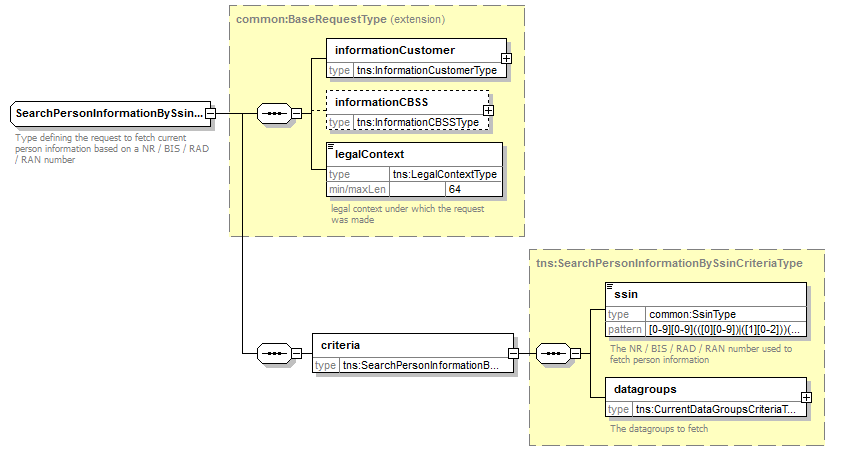 common:BaseRequestType (extension)
informationCustomer
type tns:InformationCustomerType
informationCBSS
type tns:InformationCBSSType
legalContext
type tns:LegalContextType
min/maxLen 64
legal context under which the request
was made
SearchPersonInformationBySsin...
Type defining the request to fetch current
person information based on a NR / BIS / RAD
/ RAN number
criteria
type tns:SearchPersonInformationB...
tns:SearchPersonInformationBySsinCriteriaType
ssin
type common:SsinType
pattern [0-9][0-9](([0][0-9])|([1][0-2]))(...
The NR / BIS / RAD / RAN number used to
fetch person information
datagroups
type tns:CurrentDataGroupsCriteriaT...
The datagroups to fetch